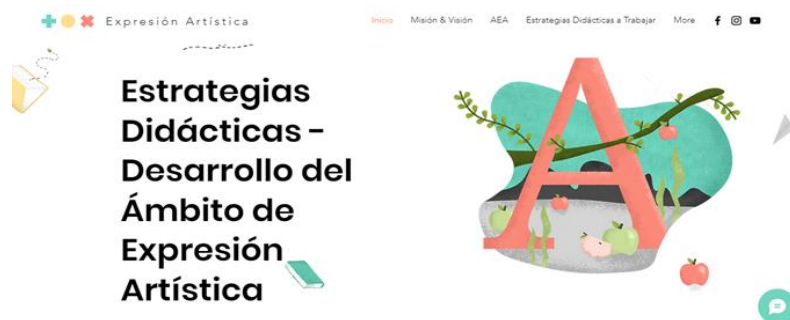 Expresión Artística
Inicio Misión & Visión AEA Estrategias Didácticas a Trabajar More
Estrategias
Didácticas -
Desarrollo del
Ámbito de
Expresión
Artística
A